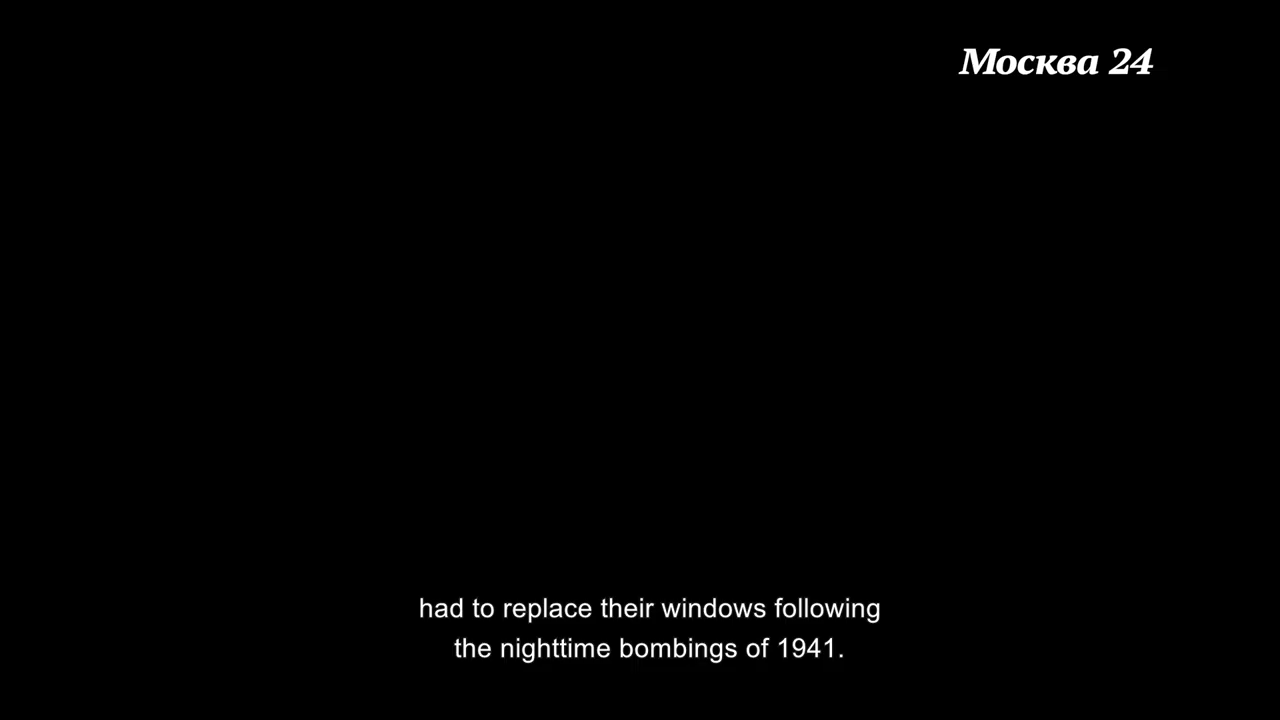 Москва 24
had to replace their windows following
the nighttime bombings of 1941.